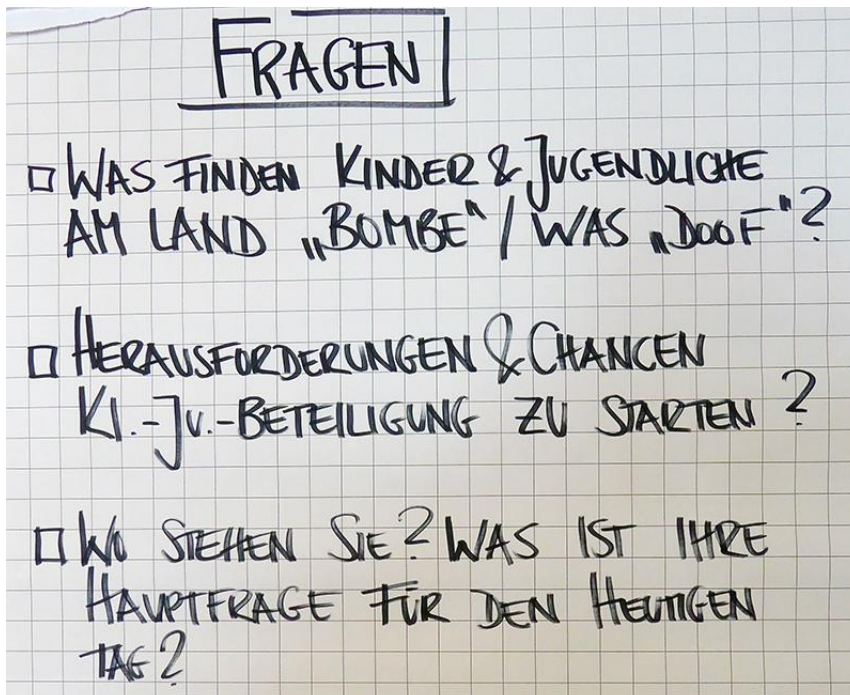 FRAGEN
□ WAS FINDEN KINDER & JUGENDLICHE
AM LAND „BOMBE“ / WAS „DOOF“?
□ HERAUSFORDERUNGEN & CHANCEN
KI.-JU.-BETEILIGUNG ZU STARTEN?
□ WO STEHEN SIE? WAS IST IHRE
HAUPTFRAGE FÜR DEN HEUTIGEN
TAG?